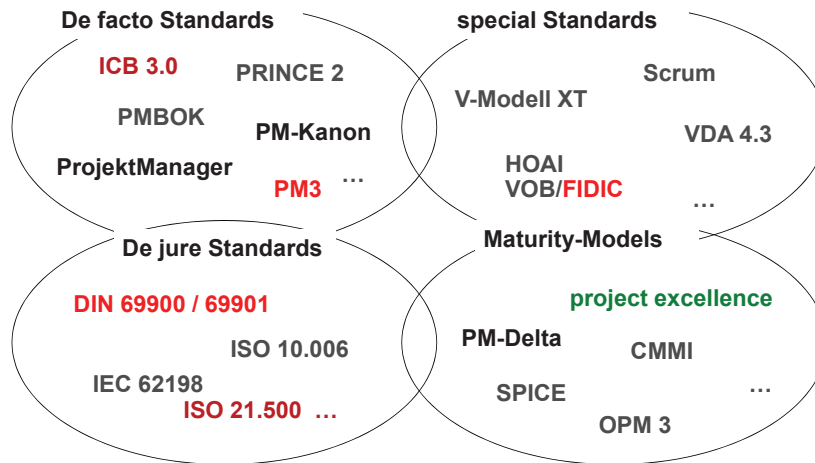 De facto Standards
ICB 3.0
PRINCE 2
PMBOK
PM-Kanon
ProjektManager
PM3
...
special Standards
Scrum
V-Modell XT
VDA 4.3
HOAI
VOB/FIDIC
...
De jure Standards
DIN 69900 / 69901
ISO 10.006
IEC 62198
ISO 21.500 ...
Maturity-Models
project excellence
PM-Delta
CMMI
SPICE
...
OPM 3